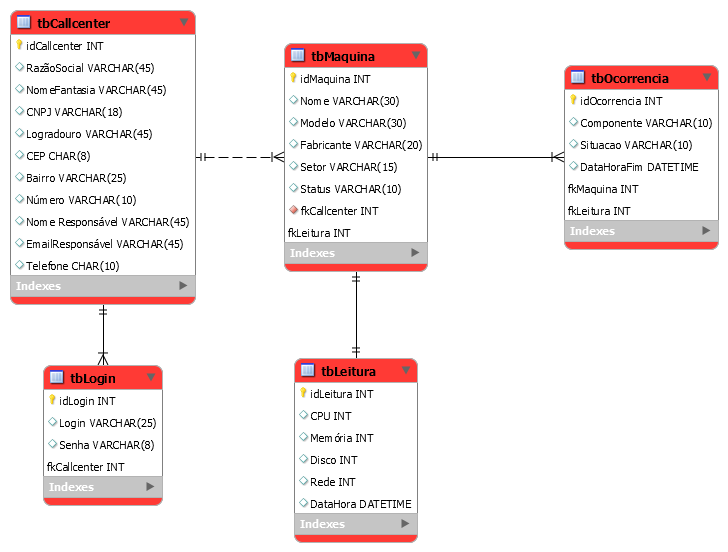 tbCallcenter
idCallcenter INT
RazãoSocial VARCHAR(45)
NomeFantasia VARCHAR(45)
CNPJ VARCHAR(18)
Logradouro VARCHAR(45)
CEP CHAR(8)
Bairro VARCHAR(25)
Número VARCHAR(10)
Nome Responsável VARCHAR(45)
EmailResponsável VARCHAR(45)
Telefone CHAR(10)
Indexes
tbMaquina
idMaquina INT
Nome VARCHAR(30)
Modelo VARCHAR(30)
Fabricante VARCHAR(20)
Setor VARCHAR(15)
Status VARCHAR(10)
fkCallcenter INT
fkLeitura INT
Indexes
tbOcorrencia
idOcorrencia INT
Componente VARCHAR(10)
Situacao VARCHAR(10)
DataHoraFim DATETIME
fkMaquina INT
fkLeitura INT
Indexes
tbLogin
idLogin INT
Login VARCHAR(25)
Senha VARCHAR(8)
fkCallcenter INT
Indexes
tbLeitura
idLeitura INT
CPU INT
Memória INT
Disco INT
Rede INT
DataHora DATETIME
Indexes